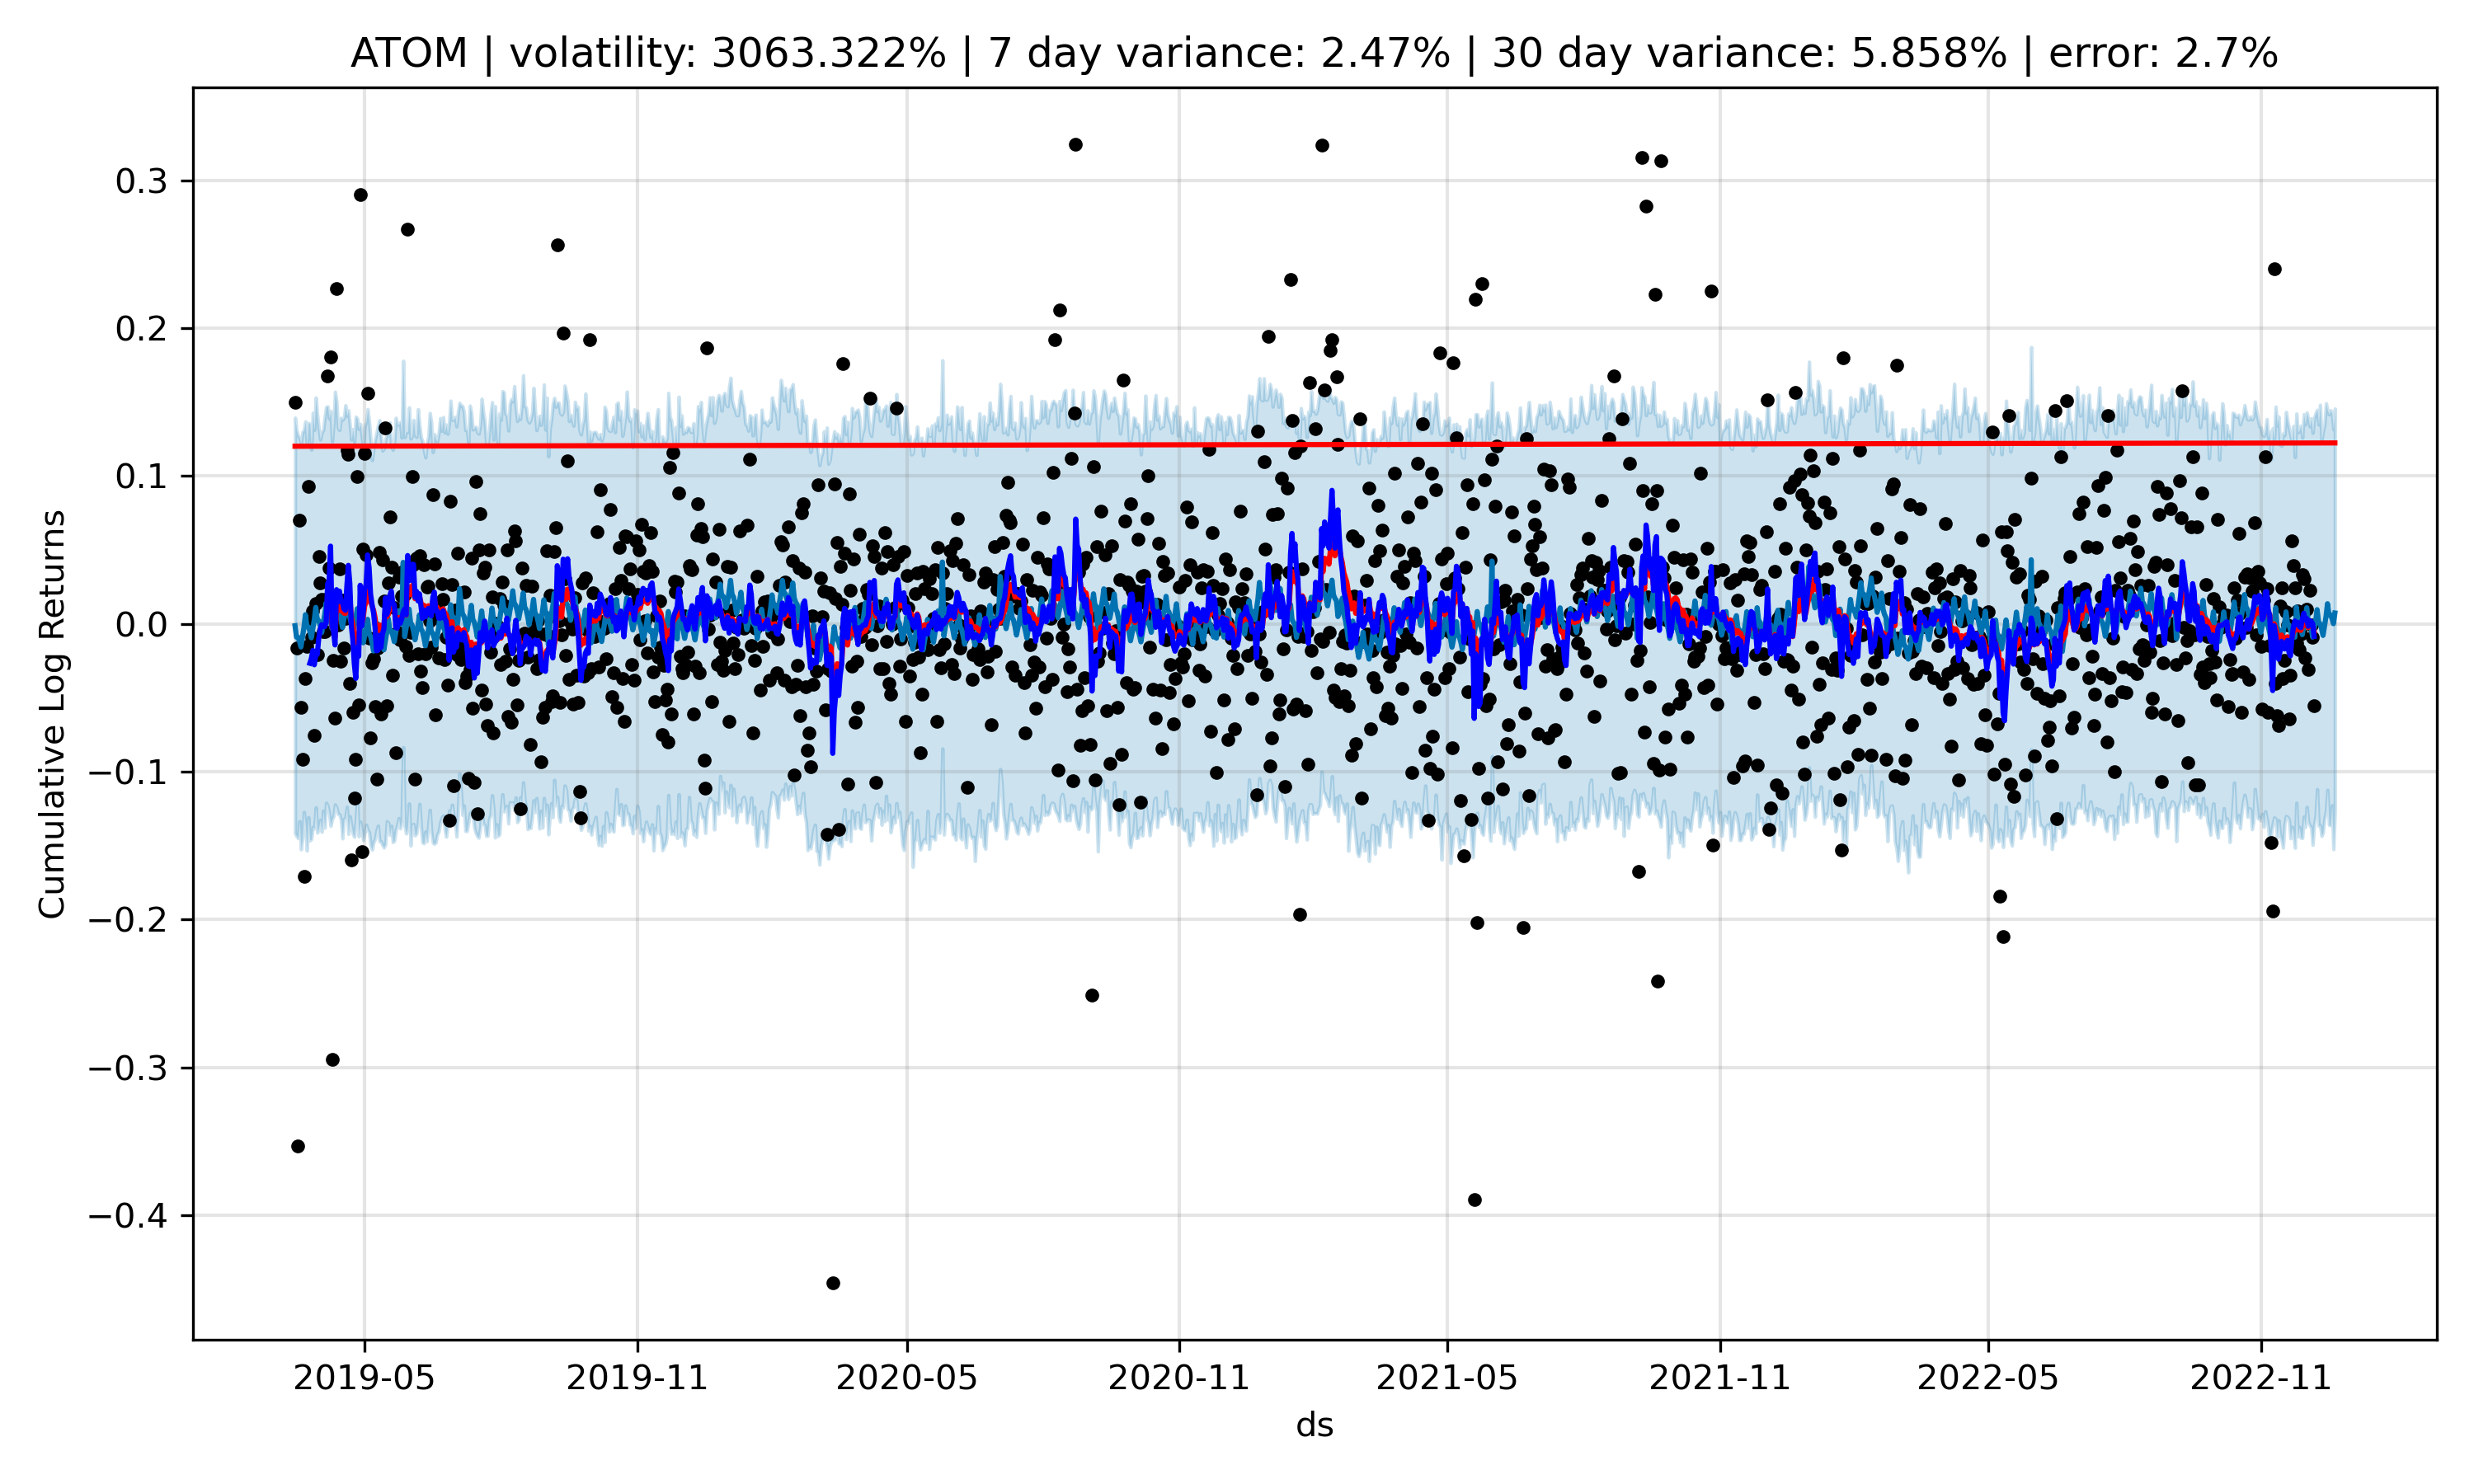 ATOM | volatility: 3063.322% | 7 day variance: 2.47% | 30 day variance: 5.858% | error: 2.7%
Cumulative Log Returns
0.3
0.2
0.1
0.0
−0.1
−0.2
−0.3
−0.4
2019-05 2019-11 2020-05 2020-11 2021-05 2021-11 2022-05 2022-11
ds